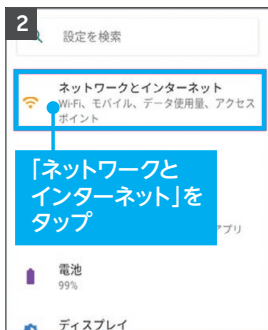 2
設定を検索
ネットワークとインターネット
Wi-Fi、モバイル、データ使用量、アクセス
ポイント
「ネットワークと
インターネット」を
タップ
アプリ
電池
99%
ディスプレイ